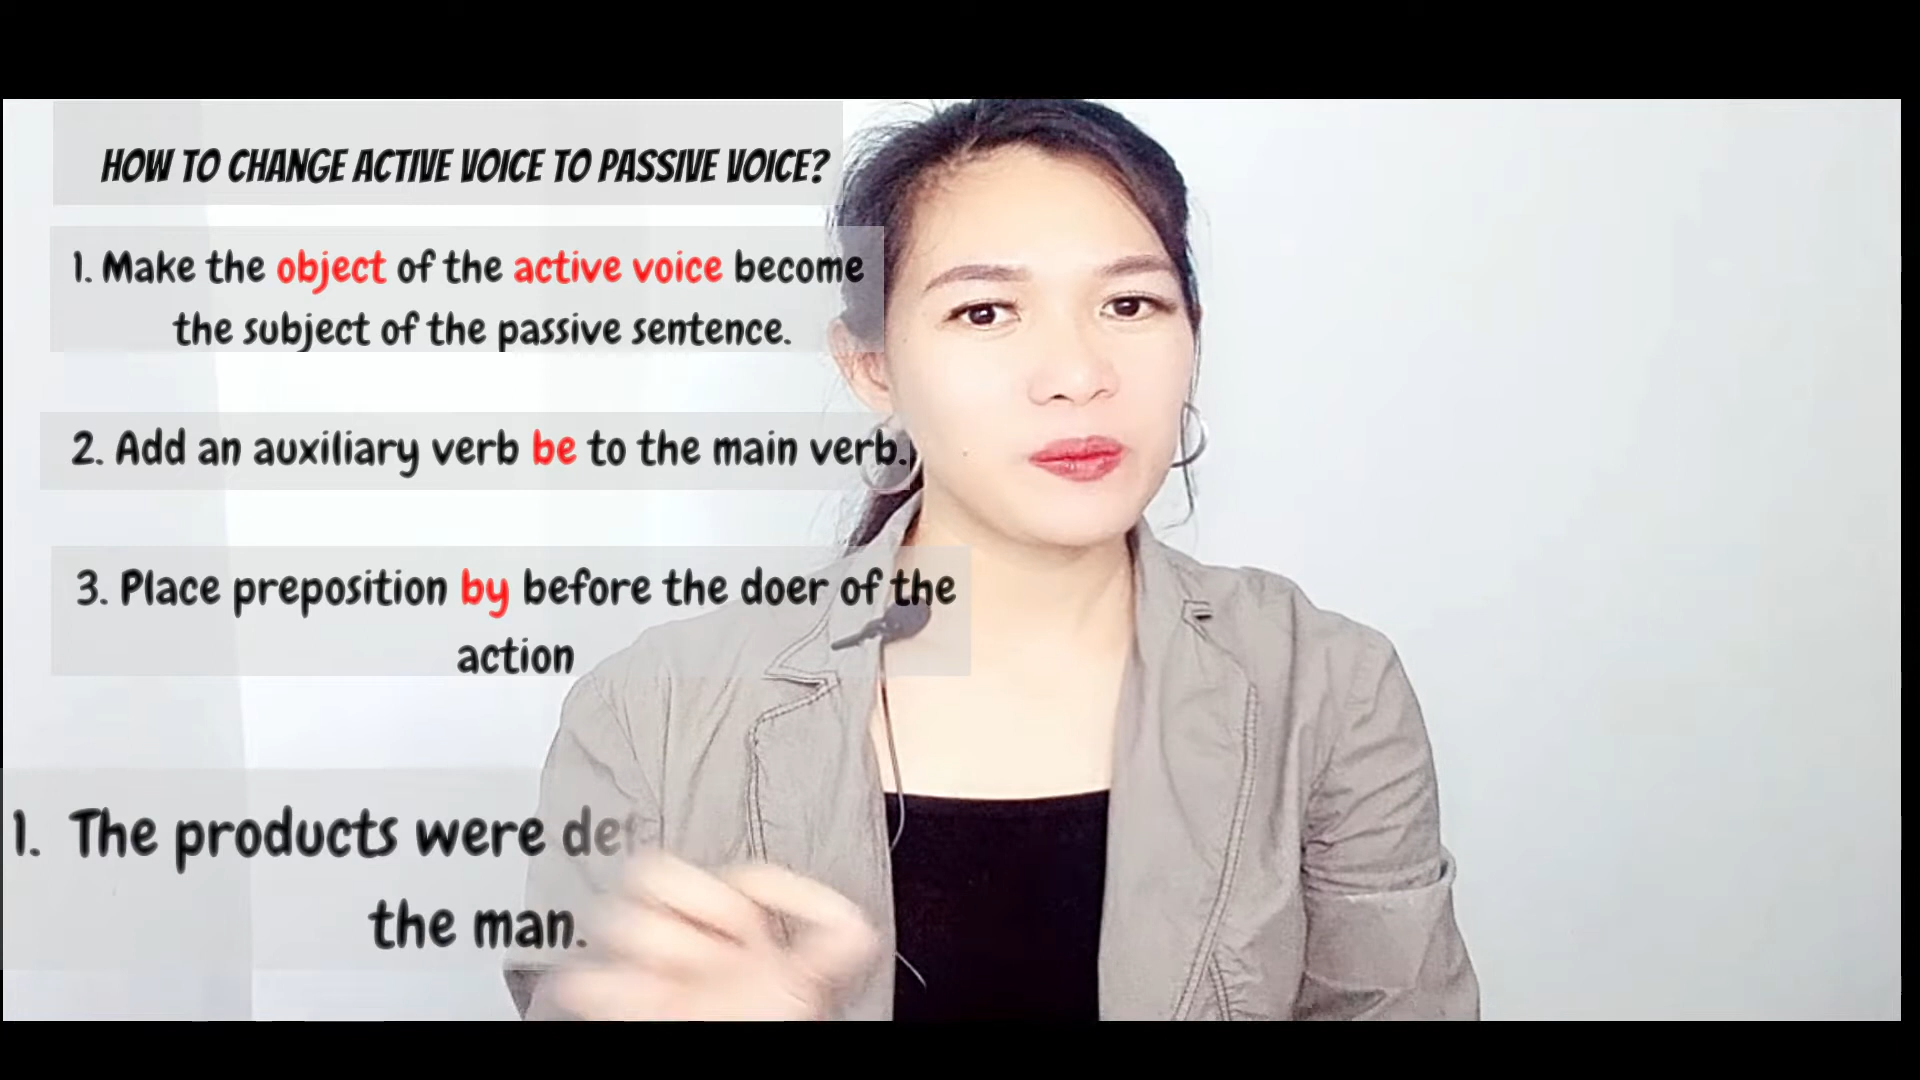 HOW TO CHANGE ACTIVE VOICE TO PASSIVE VOICE?
1. Make the object of the active voice become
the subject of the passive sentence.
2. Add an auxiliary verb be to the main verb.
3. Place preposition by before the doer of the
action
1. The products were
the man.